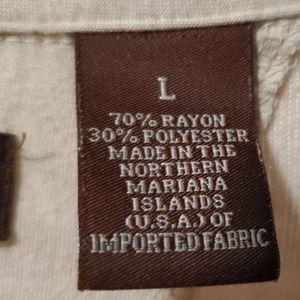 L
70% RAYON
30% POLYESTER
MADE IN THE
NORTHERN
MARIANA
ISLANDS
(U.S.A.) OF
IMPORTED FABRIC